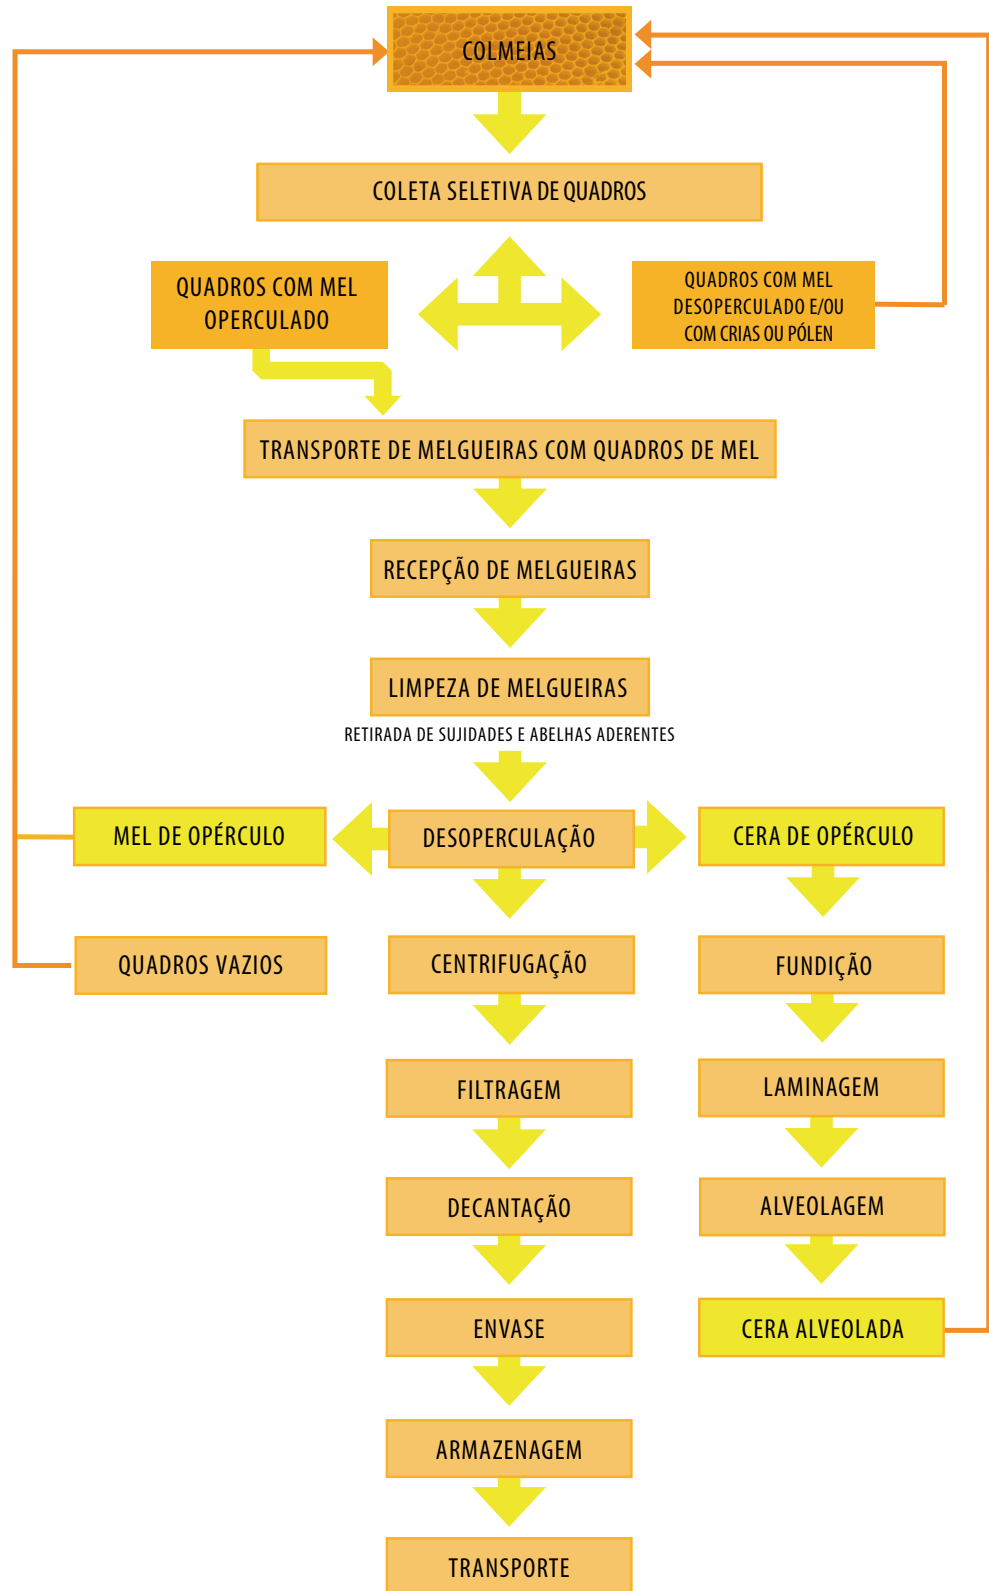 COLMEIAS
COLETA SELETIVA DE QUADROS
QUADROS COM MEL
OPERCULADO
QUADROS COM MEL
DESOPERCULADO E/OU
COM CRIAS OU PÓLEN
TRANSPORTE DE MELGUEIRAS COM QUADROS DE MEL
RECEPÇÃO DE MELGUEIRAS
LIMPEZA DE MELGUEIRAS
RETIRADA DE SUJIDADES E ABELHAS ADERENTES
MEL DE OPÉRCULO
DESOPERCULAÇÃO
CERA DE OPÉRCULO
QUADROS VAZIOS
CENTRIFUGAÇÃO
FUNDIÇÃO
FILTRAGEM
LAMINAGEM
DECANTAÇÃO
ALVEOLAGEM
ENVASE
CERA ALVEOLADA
ARMAZENAGEM
TRANSPORTE